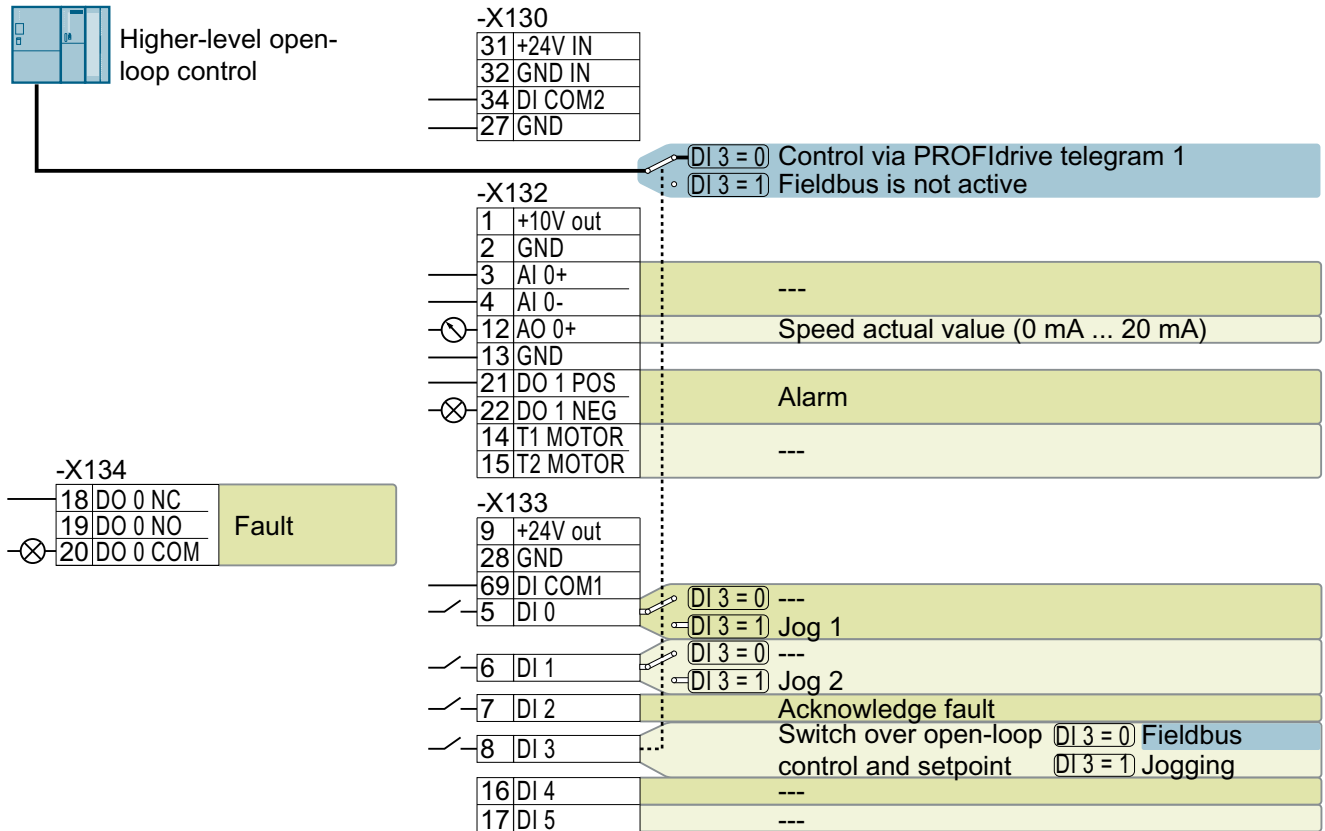 Higher-level open-
loop control
-X130
31 +24V IN
32 GND IN
34 DI COM2
27 GND
DI 3 = 0 Control via PROFIdrive telegram 1
DI 3 = 1 Fieldbus is not active
-X132
1 +10V out
2 GND
3 AI 0+
---
4 AI 0-
12 AO 0+ Speed actual value (0 mA ... 20 mA)
13 GND
21 DO 1 POS
Alarm
22 DO 1 NEG
14 T1 MOTOR
---
15 T2 MOTOR
-X134
18 DO 0 NC
19 DO 0 NO Fault
20 DO 0 COM
-X133
9 +24V out
28 GND
69 DI COM1
DI 3 = 0 ---
5 DI 0
DI 3 = 1 Jog 1
DI 3 = 0 ---
6 DI 1
DI 3 = 1 Jog 2
7 DI 2 Acknowledge fault
Switch over open-loop DI 3 = 0 Fieldbus
8 DI 3
control and setpoint DI 3 = 1 Jogging
16 DI 4 ---
17 DI 5 ---